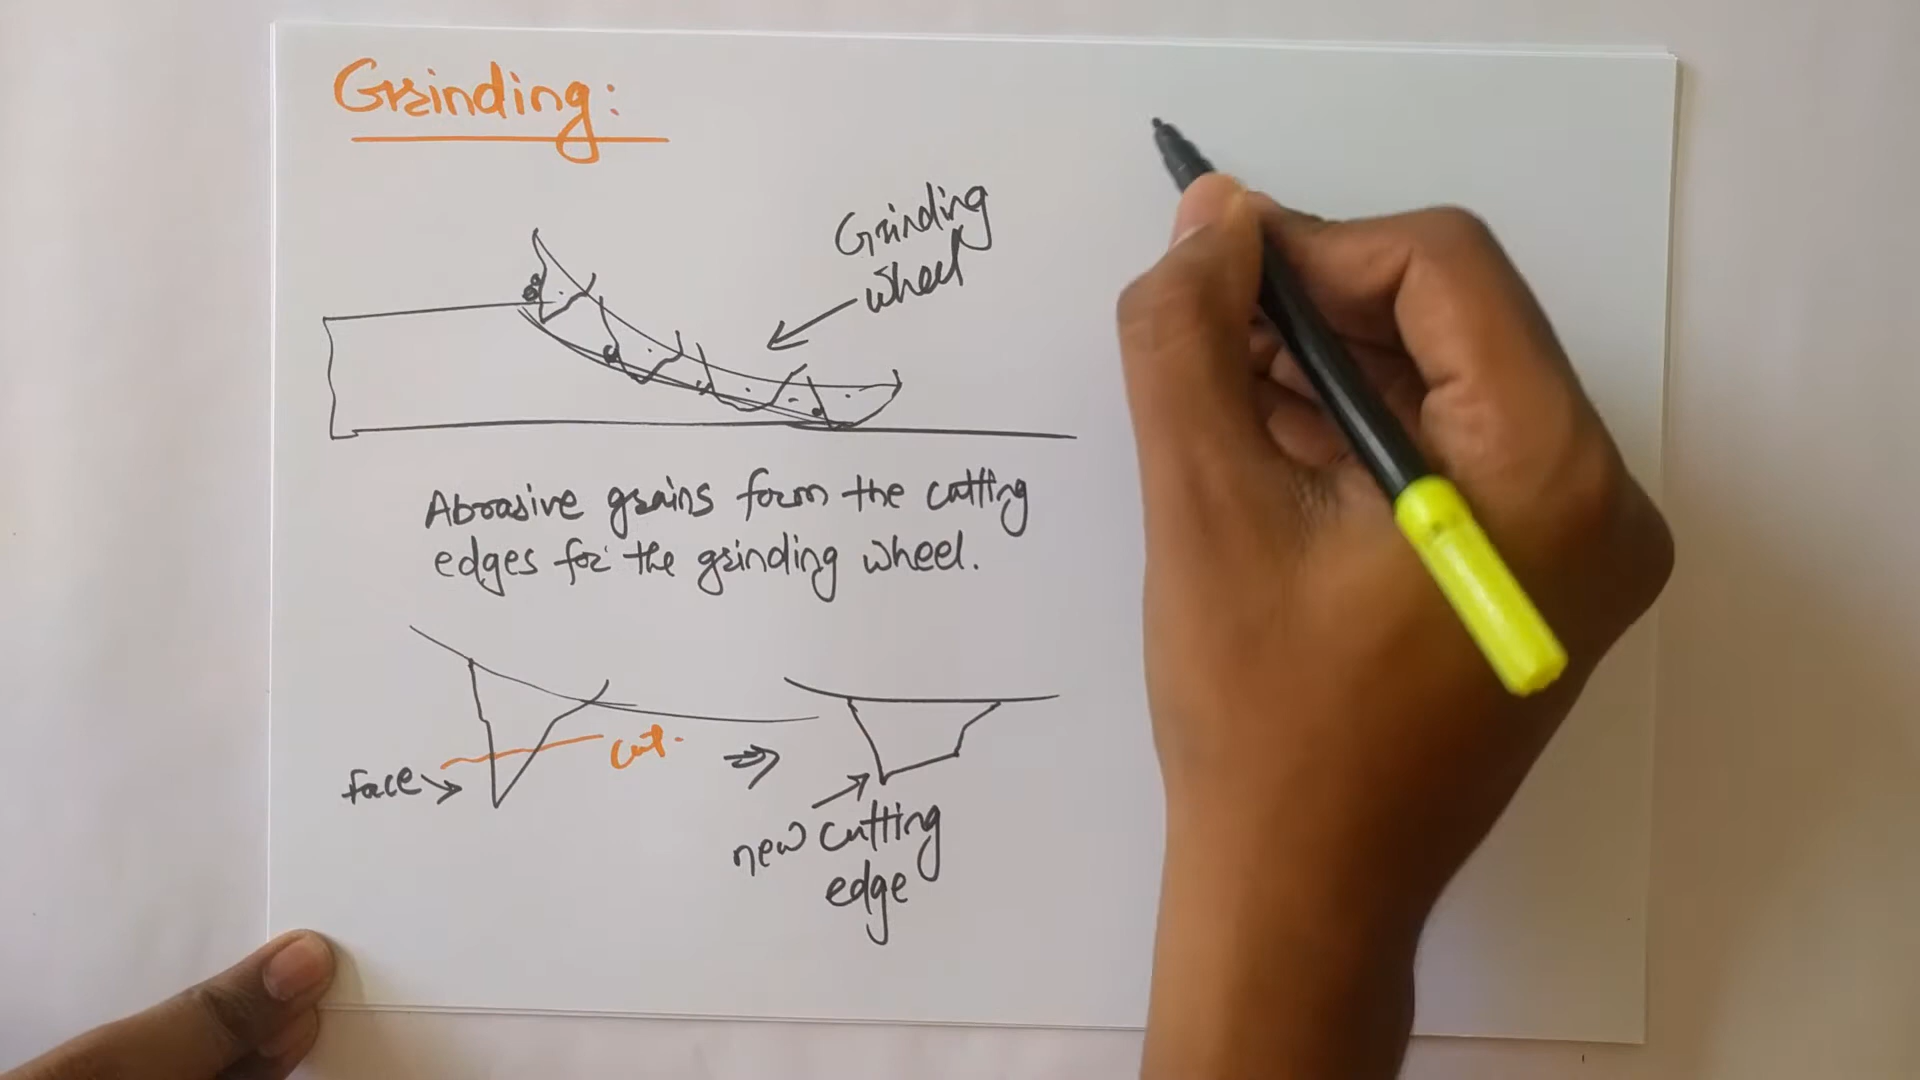 Grinding:
Grinding
wheel
Abrasive grains form the cutting
edges for the grinding wheel.
cut.
face
new cutting
edge